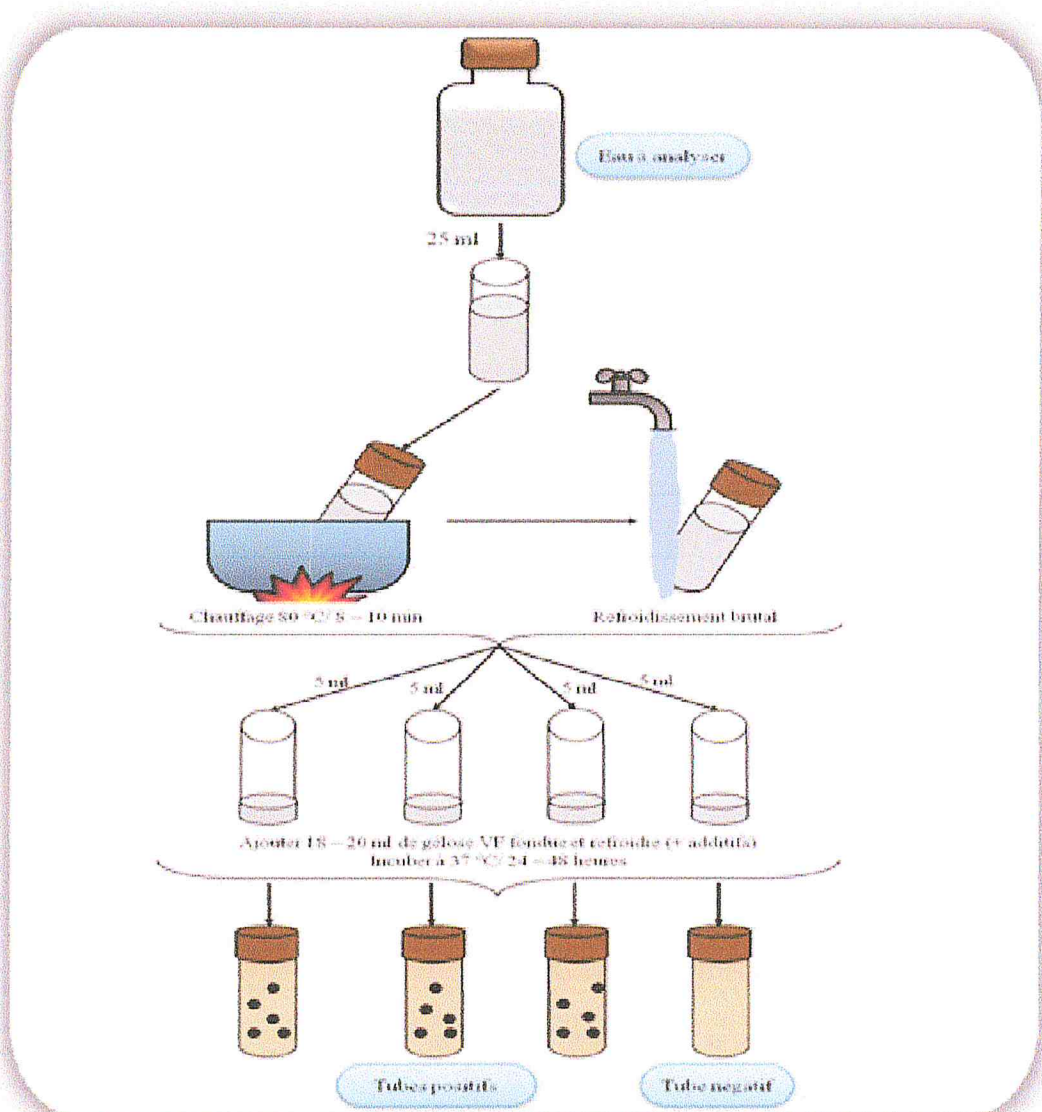 Eau à analyser
25 ml
Chauffage 80 °C/ 8 – 10 min
Refroidissement brutal
5 ml
5 ml
5 ml
5 ml
Ajouter 18 – 20 ml de gélose VF fondue et refroidie (+ additifs)
Incuber à 37 °C/ 24 – 48 heures
Tubes positifs
Tube négatif